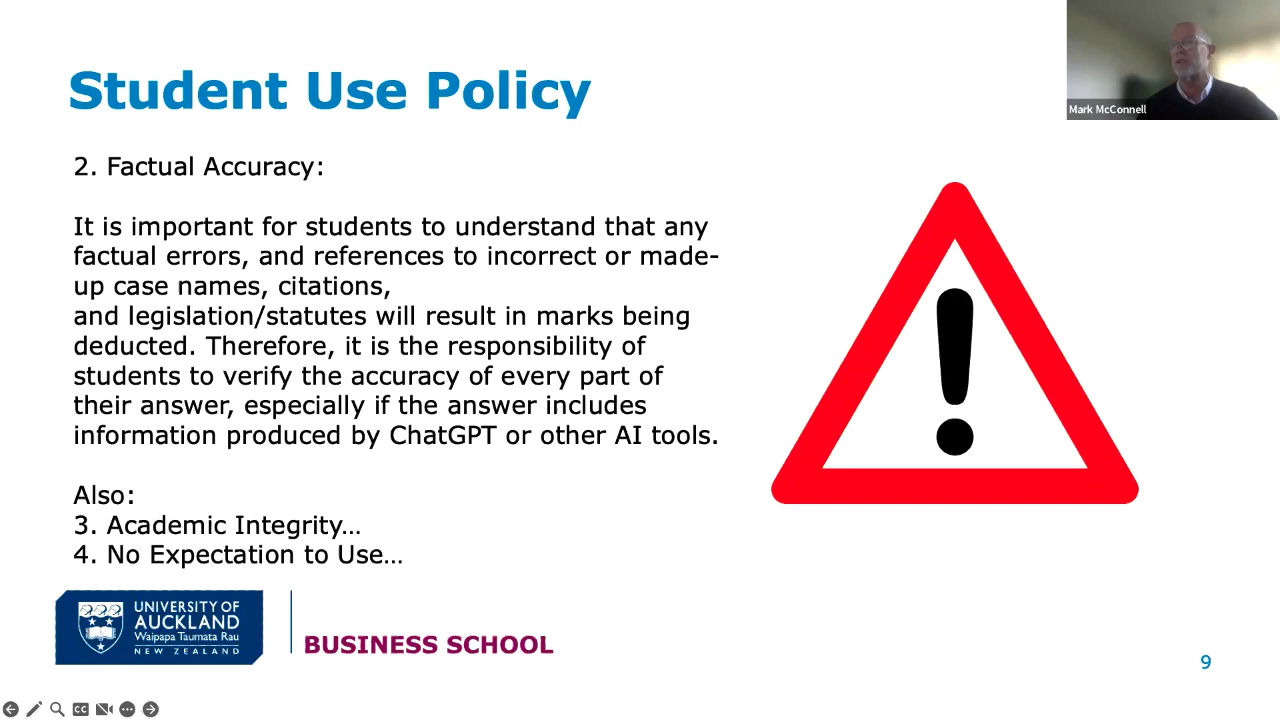 Student Use Policy
Mark McConnell
2. Factual Accuracy:
It is important for students to understand that any
factual errors, and references to incorrect or made-
up case names, citations,
and legislation/statutes will result in marks being
deducted. Therefore, it is the responsibility of
students to verify the accuracy of every part of
their answer, especially if the answer includes
information produced by ChatGPT or other AI tools.
Also:
3. Academic Integrity…
4. No Expectation to Use…
UNIVERSITY OF
AUCKLAND
Waipapa Taumata Rau
NEW ZEALAND
BUSINESS SCHOOL
9
CC